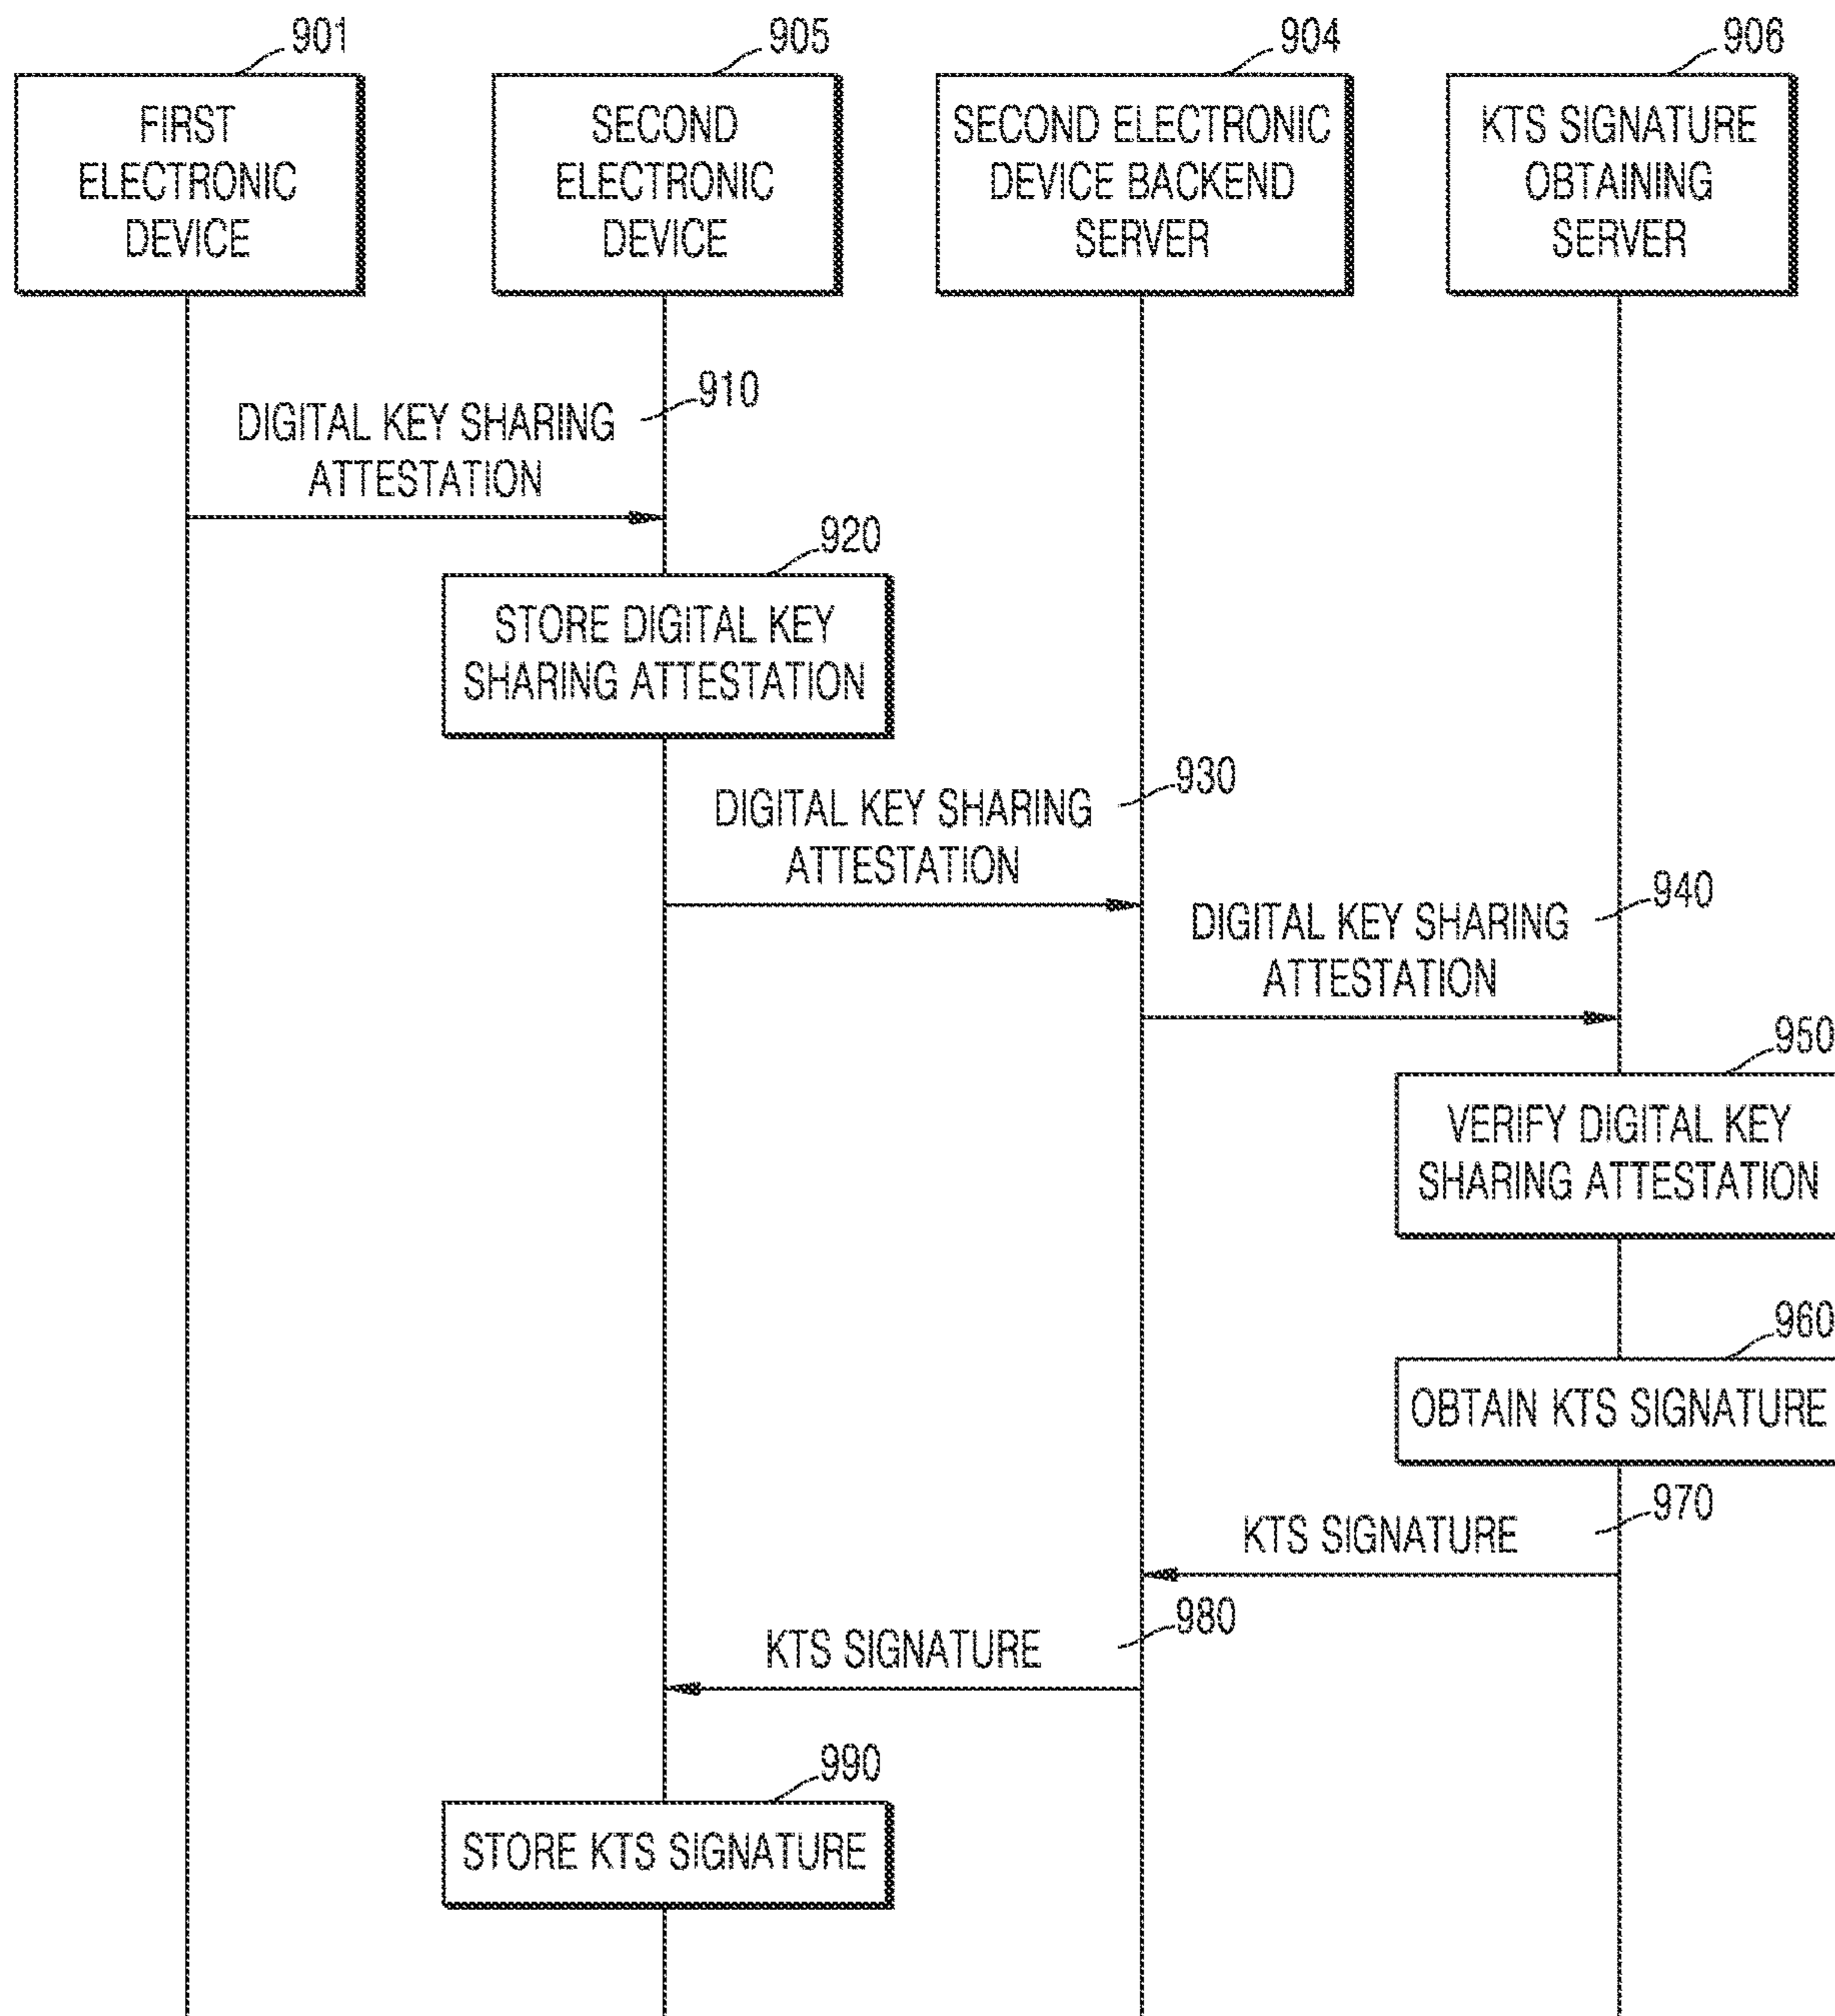 901
905
904
906
FIRST
ELECTRONIC
DEVICE
SECOND
ELECTRONIC
DEVICE
SECOND ELECTRONIC
DEVICE BACKEND
SERVER
KTS SIGNATURE
OBTAINING
SERVER
910
DIGITAL KEY SHARING
ATTESTATION
920
STORE DIGITAL KEY
SHARING ATTESTATION
930
DIGITAL KEY SHARING
ATTESTATION
940
DIGITAL KEY SHARING
ATTESTATION
950
VERIFY DIGITAL KEY
SHARING ATTESTATION
960
OBTAIN KTS SIGNATURE
970
KTS SIGNATURE
980
KTS SIGNATURE
990
STORE KTS SIGNATURE